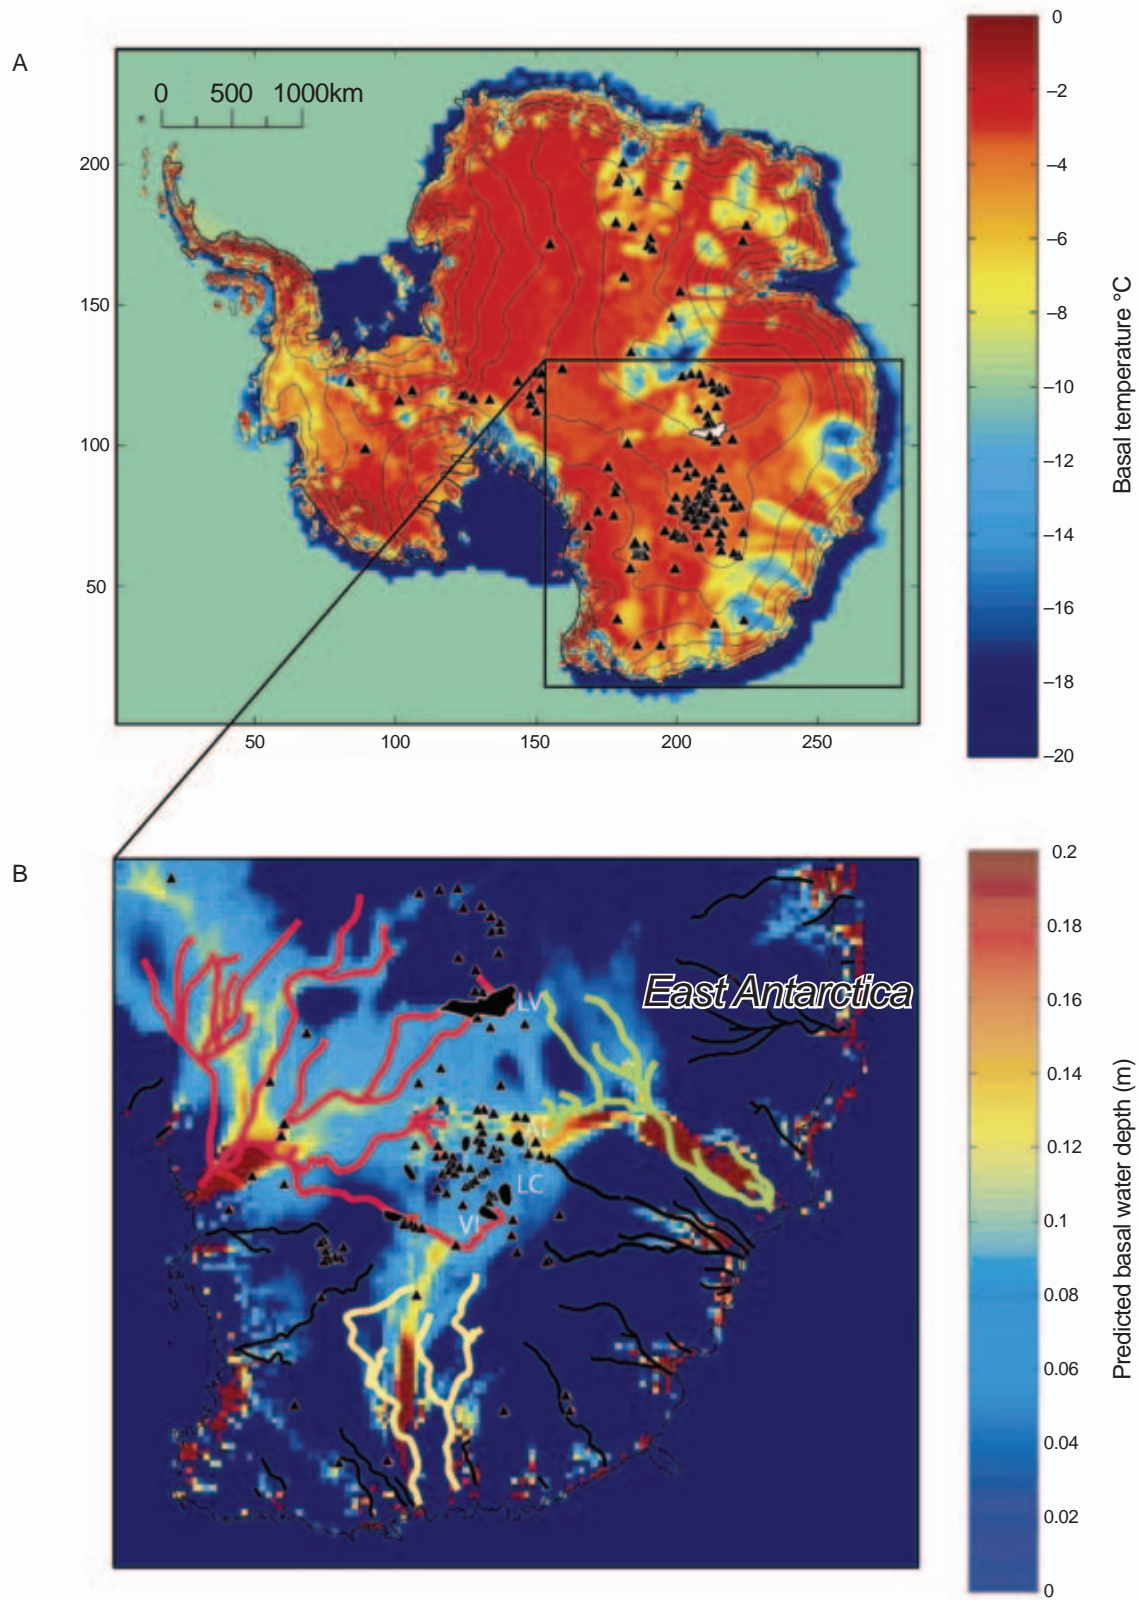 A
0 500 1000km
200
150
100
50
50 100 150 200 250
0
–2
–4
–6
–8
–10
–12
–14
–16
–18
–20
Basal temperature °C
B
East Antarctica
LV
AL
LC
VI
0.2
0.18
0.16
0.14
0.12
0.1
0.08
0.06
0.04
0.02
0
Predicted basal water depth (m)